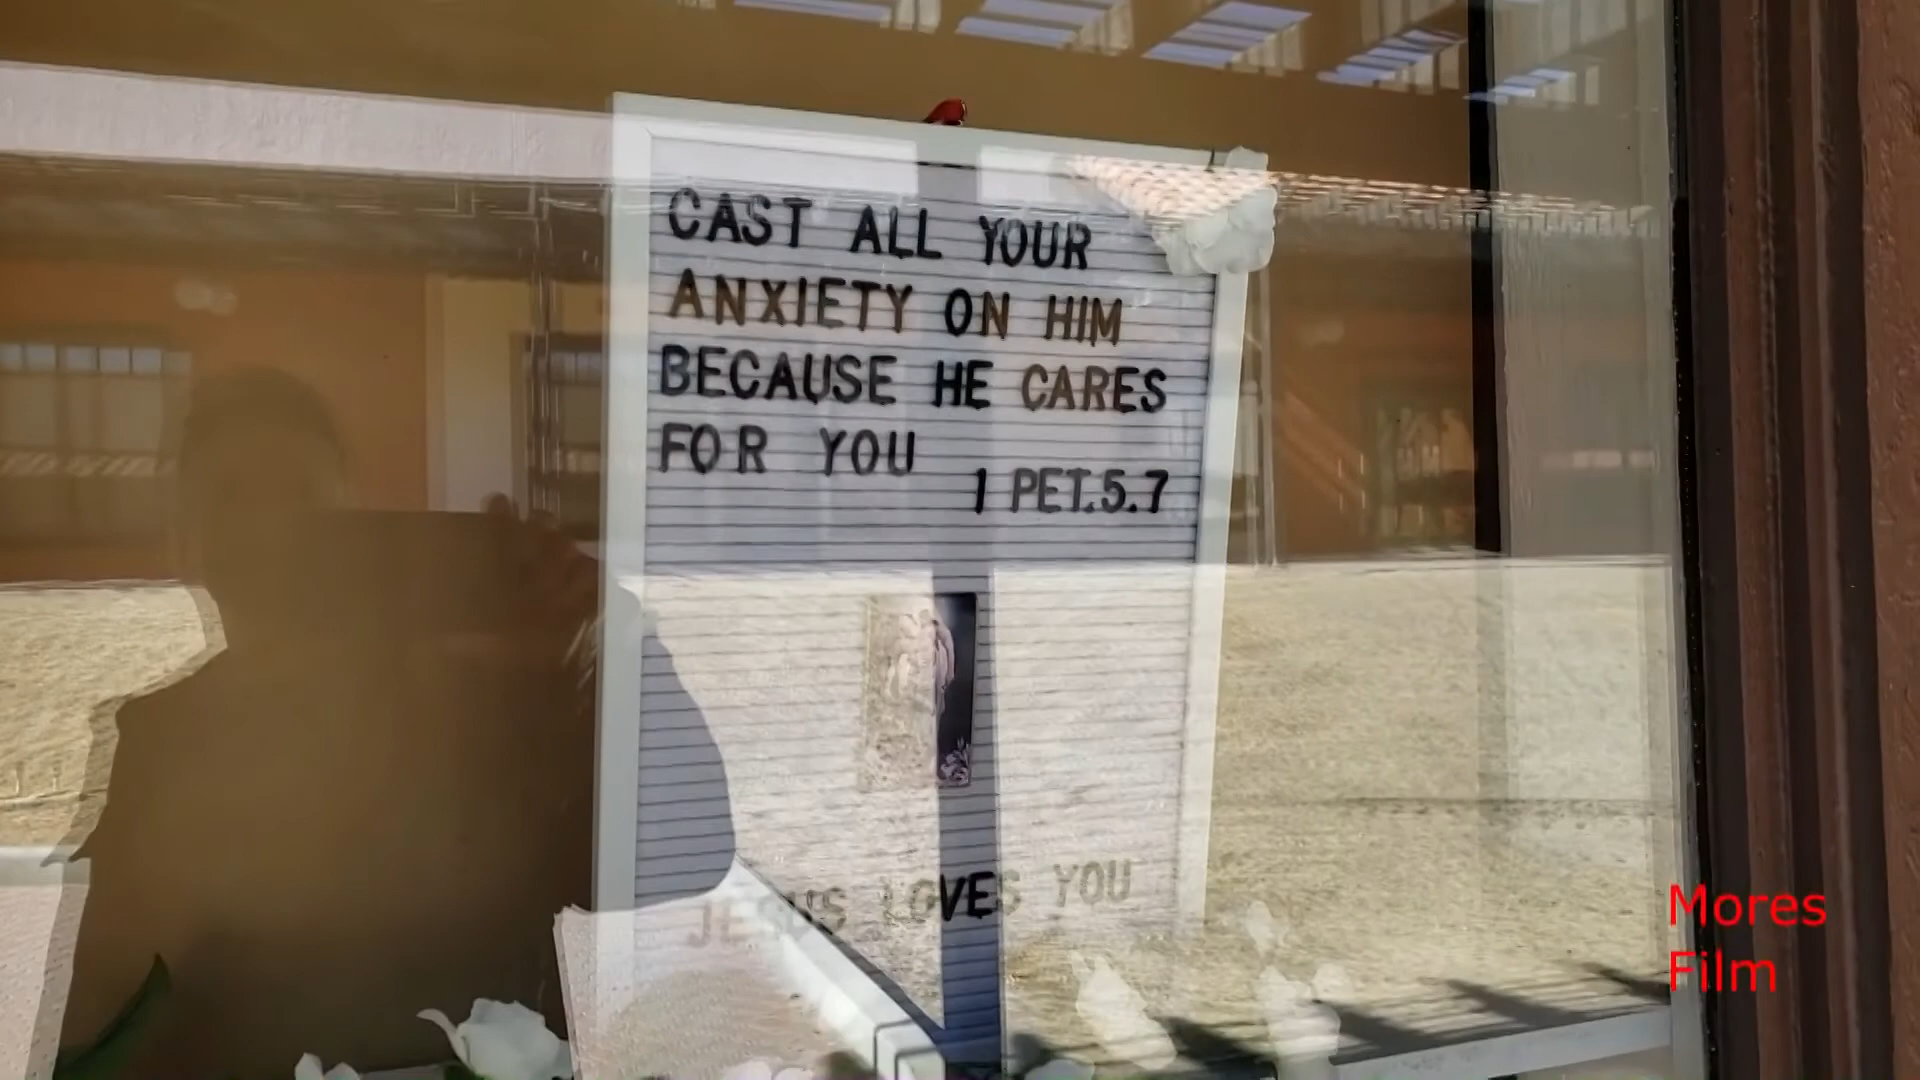 CAST ALL YOUR
ANXIETY ON HIM
BECAUSE HE CARES
FOR YOU
1 PET.5.7
JESUS LOVES YOU
Mores
Film